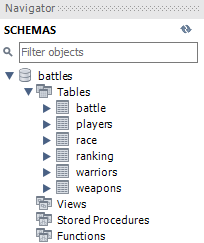 Navigator
SCHEMAS
Filter objects
battles
Tables
battle
players
race
ranking
warriors
weapons
Views
Stored Procedures
Functions